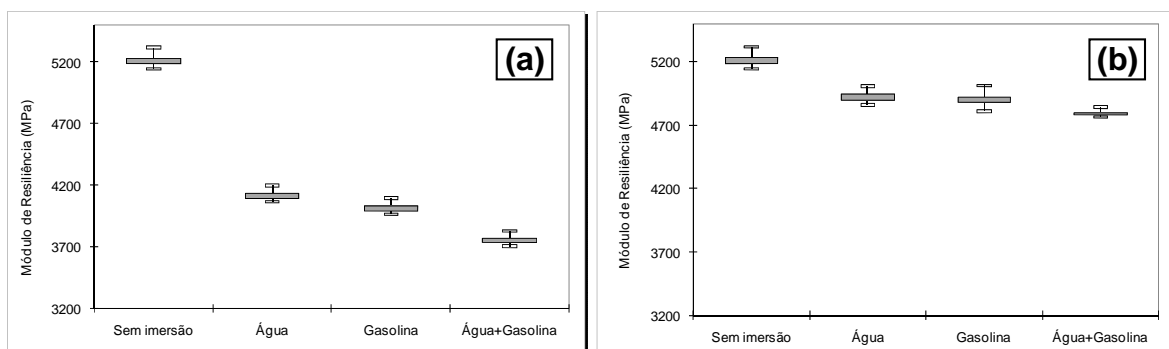 (a)
Módulo de Resiliência (MPa)
5200
4700
4200
3700
3200
Sem imersão Água Gasolina Água+Gasolina
(b)
Módulo de Resiliência (MPa)
5200
4700
4200
3700
3200
Sem imersão Água Gasolina Água+Gasolina